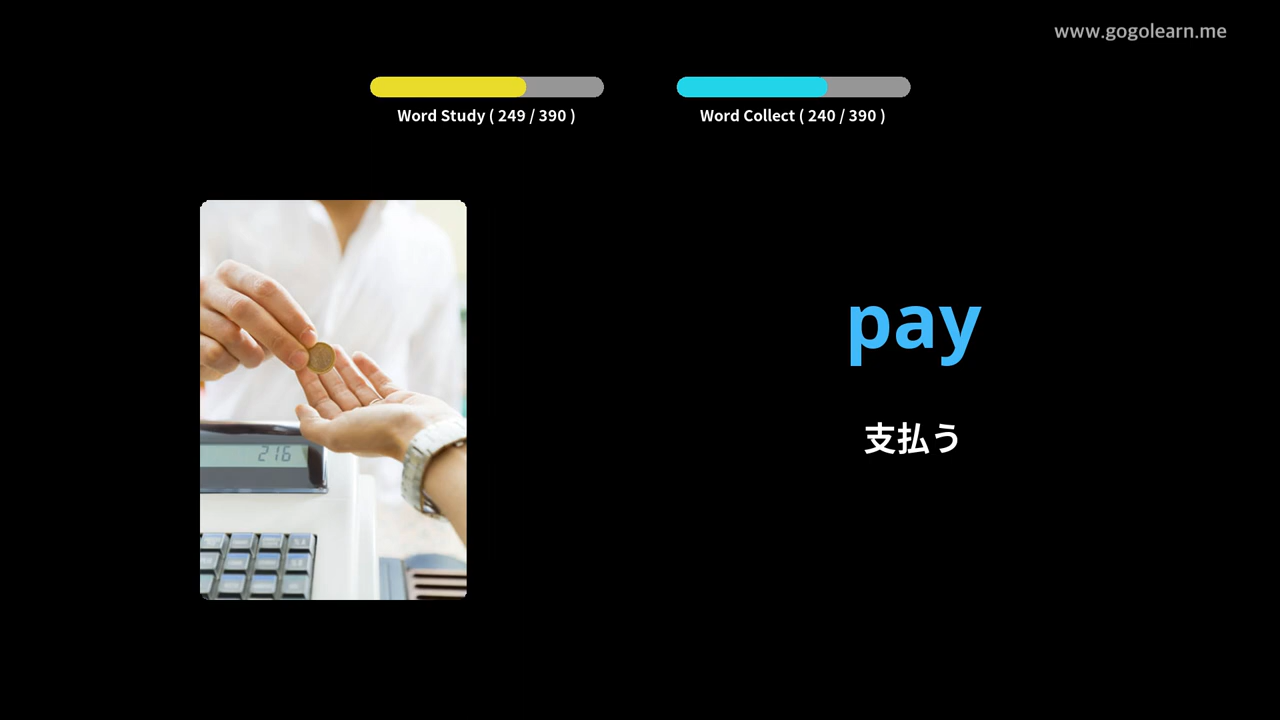 www.gogolearn.me
Word Study ( 249 / 390 )
Word Collect ( 240 / 390 )
216
pay
支払う